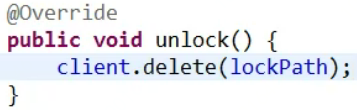 @Override
public void unlock() {
    client.delete(lockPath);
}